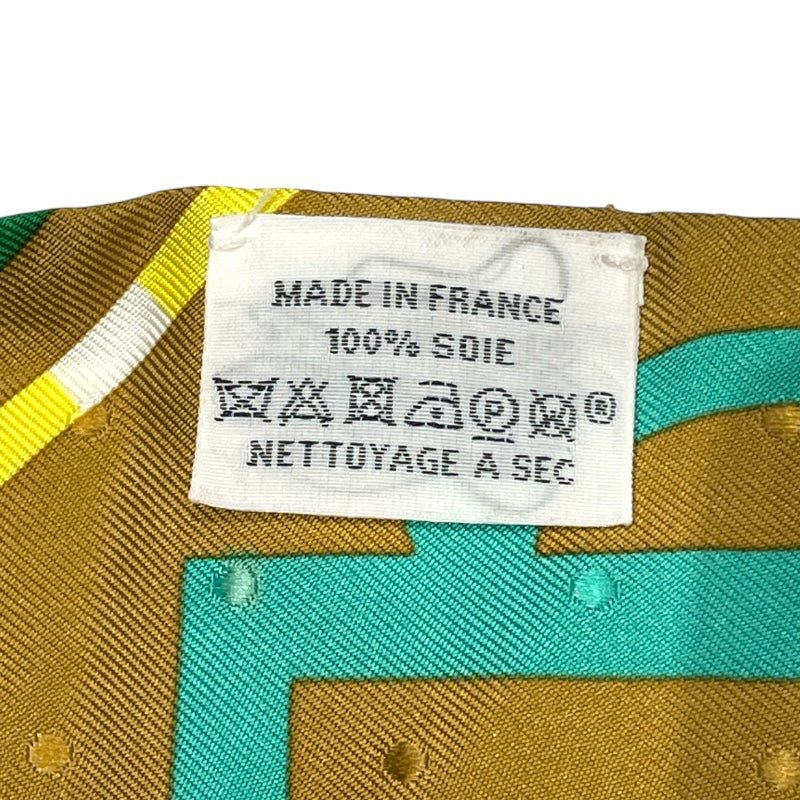 MADE IN FRANCE
100% SOIE
P ®
NETTOYAGE A SEC